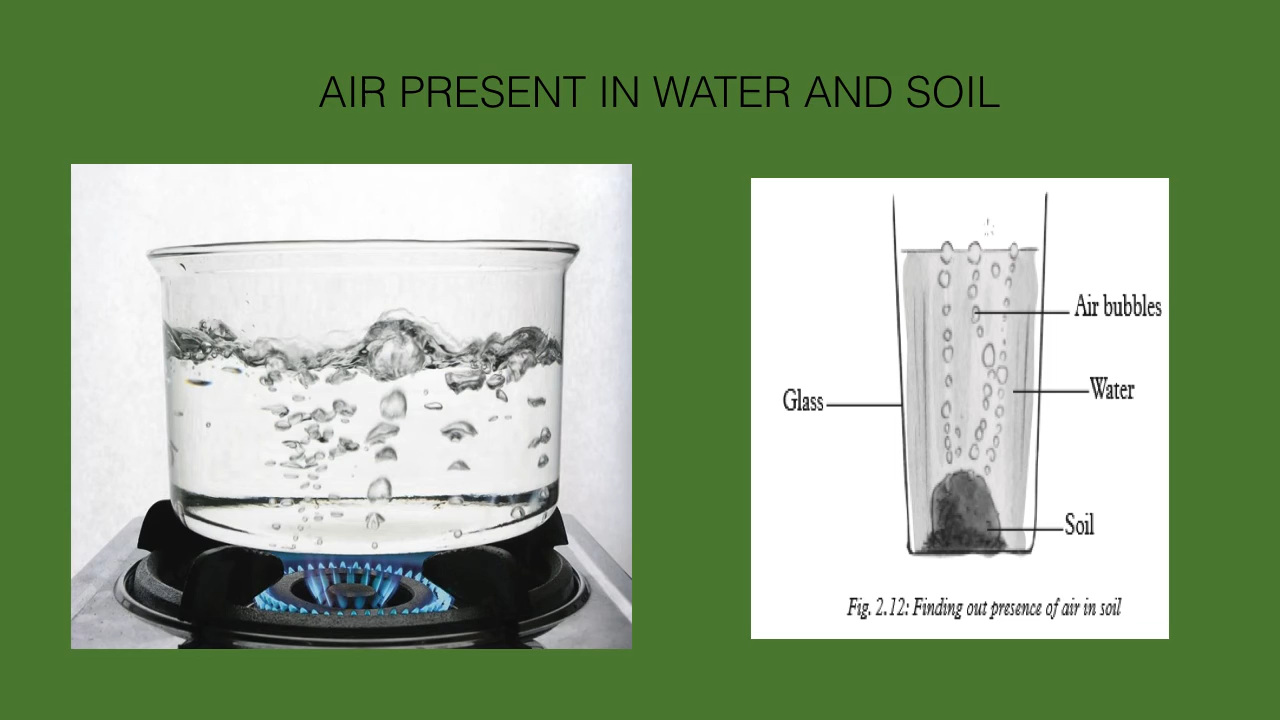 AIR PRESENT IN WATER AND SOIL
Air bubbles
Glass
Water
Soil
Fig. 2.12: Finding out presence of air in soil